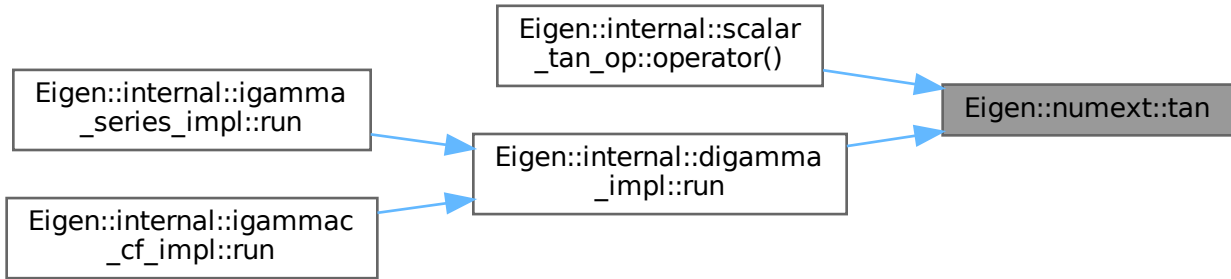 Eigen::internal::scalar
_tan_op::operator()
Eigen::internal::igamma
_series_impl::run
Eigen::numext::tan
Eigen::internal::digamma
_impl::run
Eigen::internal::igammac
_cf_impl::run